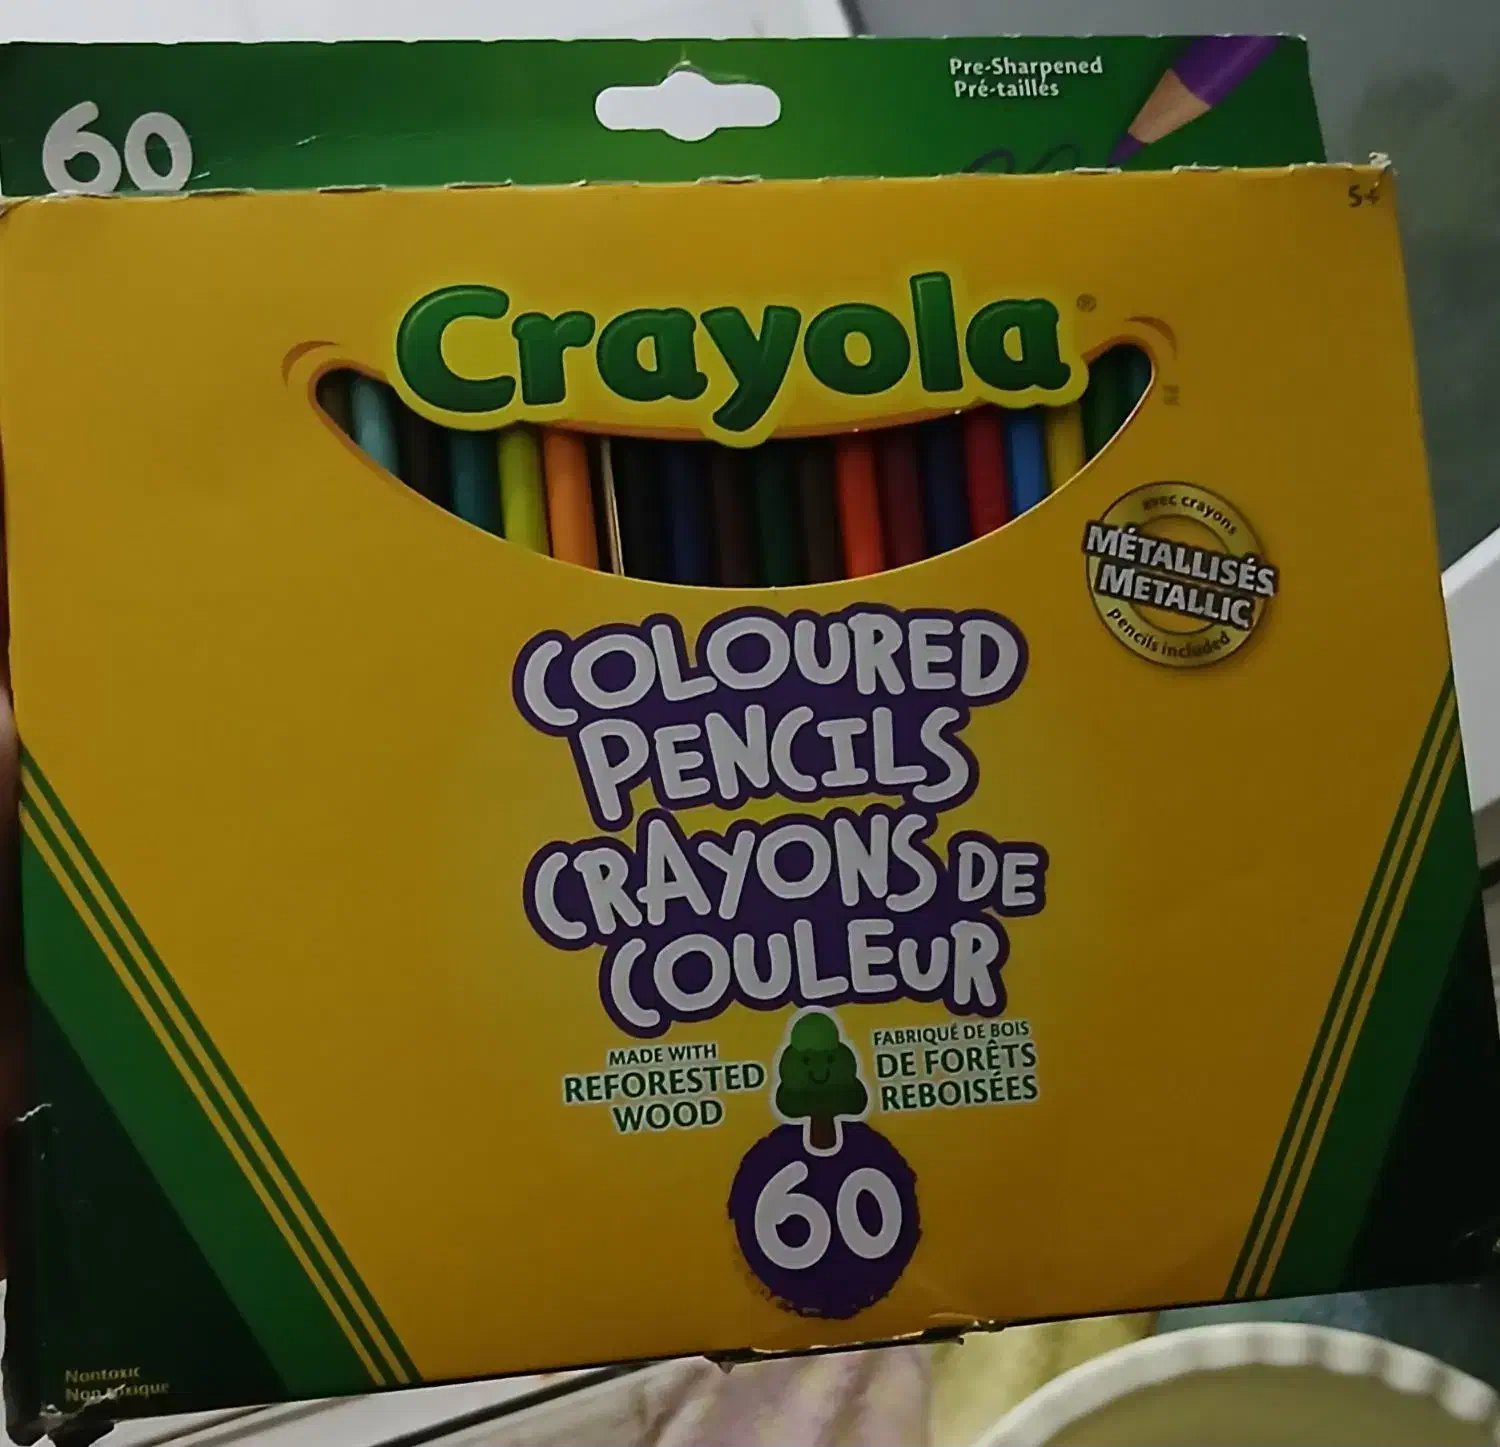 60
Pre-Sharpened
Pré-taillés
Crayola®
avec crayons
MÉTALLISÉS
METALLIC
pencils included
COLOURED
PENCILS
CRAYONS DE
COULEUR
MADE WITH
REFORESTED
WOOD
FABRIQUÉ DE BOIS
DE FORÊTS
REBOISÉES
60
Nontoxic